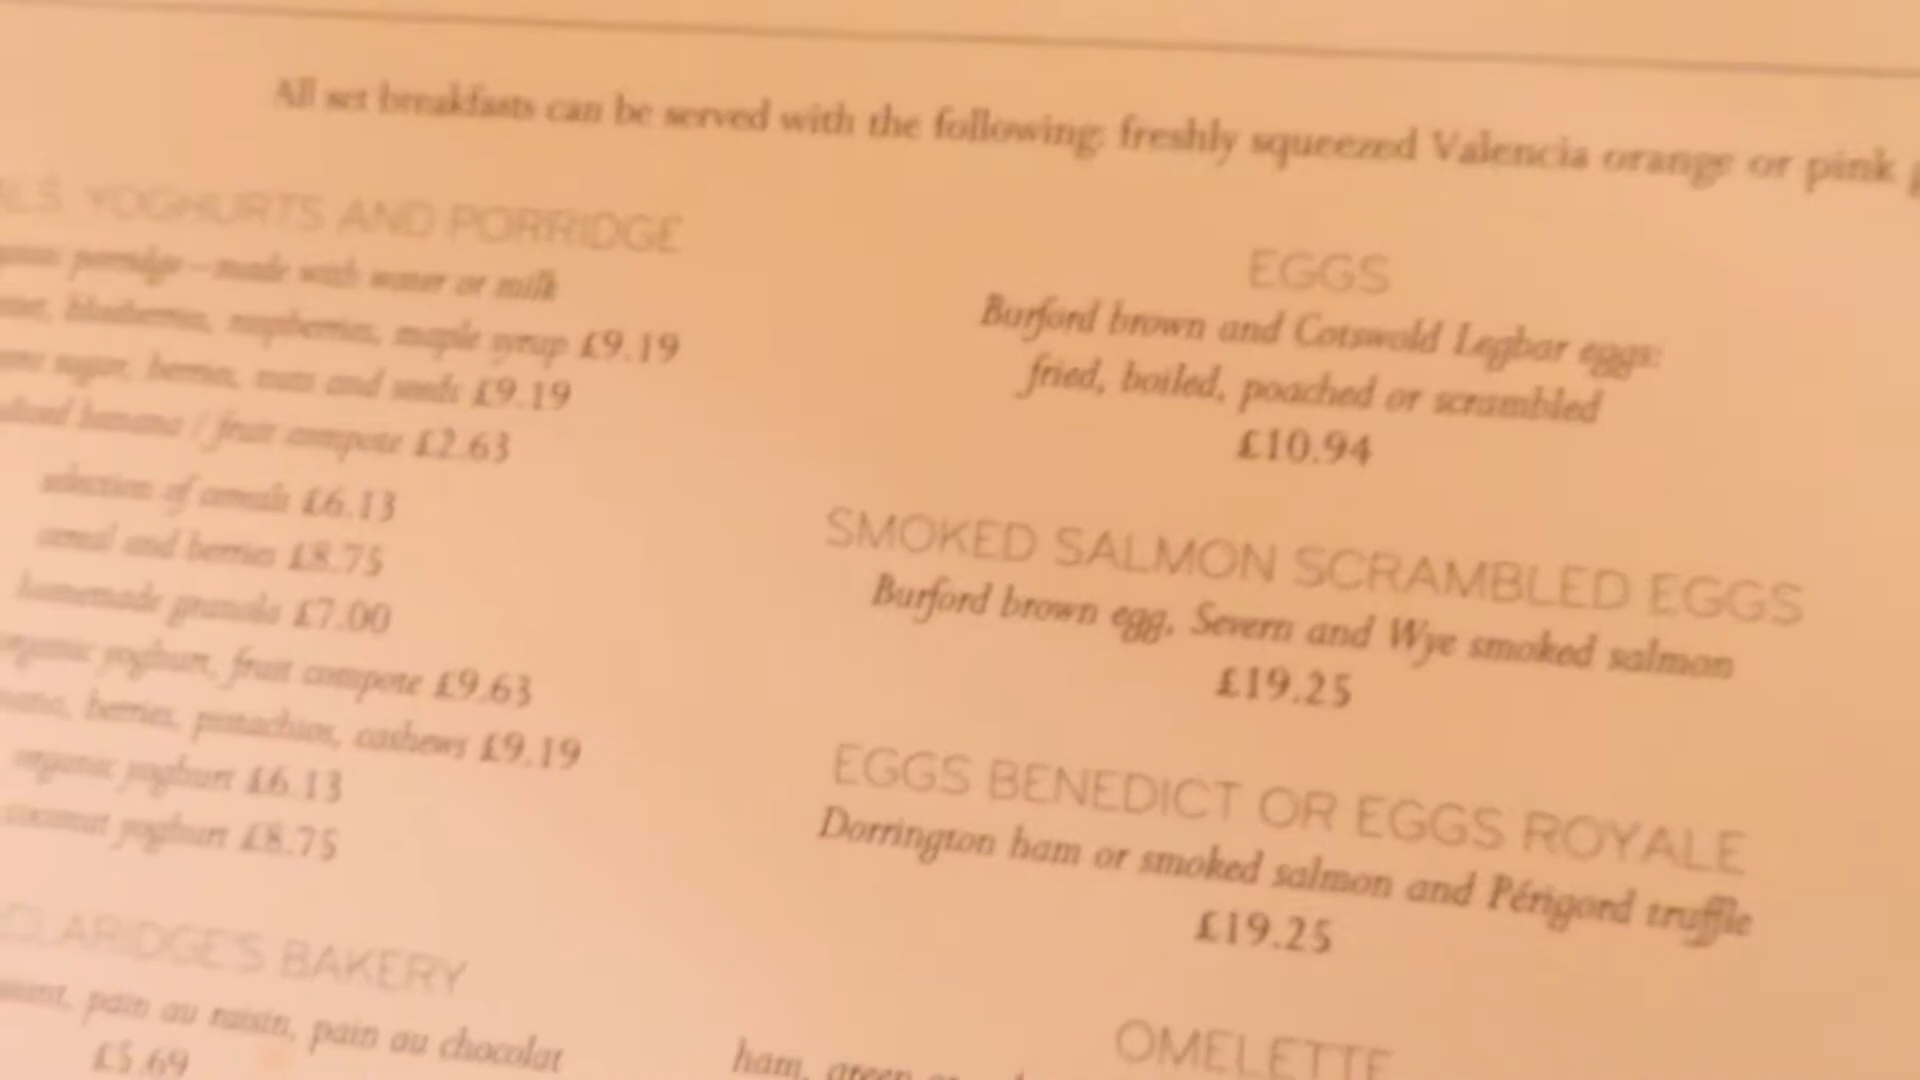 All set breakfasts can be served with the following: freshly squeezed Valencia orange or pink
YOGHURTS AND PORRIDGE
porridge – made with water or milk
blueberries, raspberries, maple syrup £9.19
sugar, berries, nuts and seeds £9.19
banana / fruit compote £2.63
selection of cereals £6.13
cereal and berries £8.75
homemade granola £7.00
organic yoghurt, fruit compote £9.63
berries, pistachios, cashews £9.19
organic yoghurt £6.13
coconut yoghurt £8.75
CLARIDGE'S BAKERY
pain au raisin, pain au chocolat
£5.69
EGGS
Burford brown and Cotswold Legbar eggs:
fried, boiled, poached or scrambled
£10.94
SMOKED SALMON SCRAMBLED EGGS
Burford brown egg, Severn and Wye smoked salmon
£19.25
EGGS BENEDICT OR EGGS ROYALE
Dorrington ham or smoked salmon and Périgord truffle
£19.25
OMELETTE
ham, green